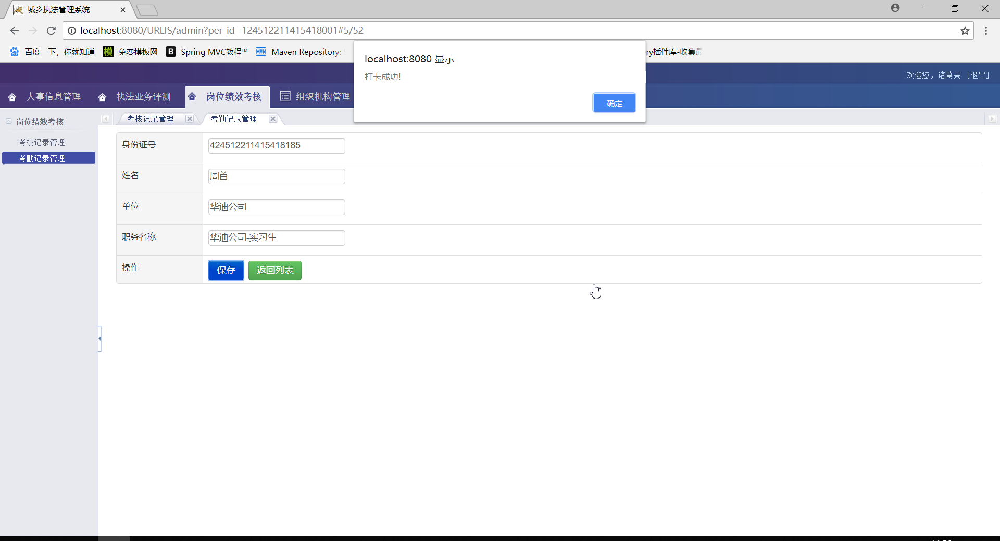 城乡执法管理系统
localhost:8080/URLIS/admin?per_id=124512211415418001#5/52
百度一下，你就知道
模 免费模板网
B Spring MVC教程™
MVN Maven Repository:
ry插件库-收集
localhost:8080 显示
打卡成功!
确定
欢迎您，诸葛亮 [退出]
人事信息管理
执法业务评测
岗位绩效考核
组织机构管理
岗位绩效考核
考核记录管理
考勤记录管理
考核记录管理
考勤记录管理
身份证号 424512211415418185
姓名 周首
单位 华迪公司
职务名称 华迪公司-实习生
操作 保存 返回列表